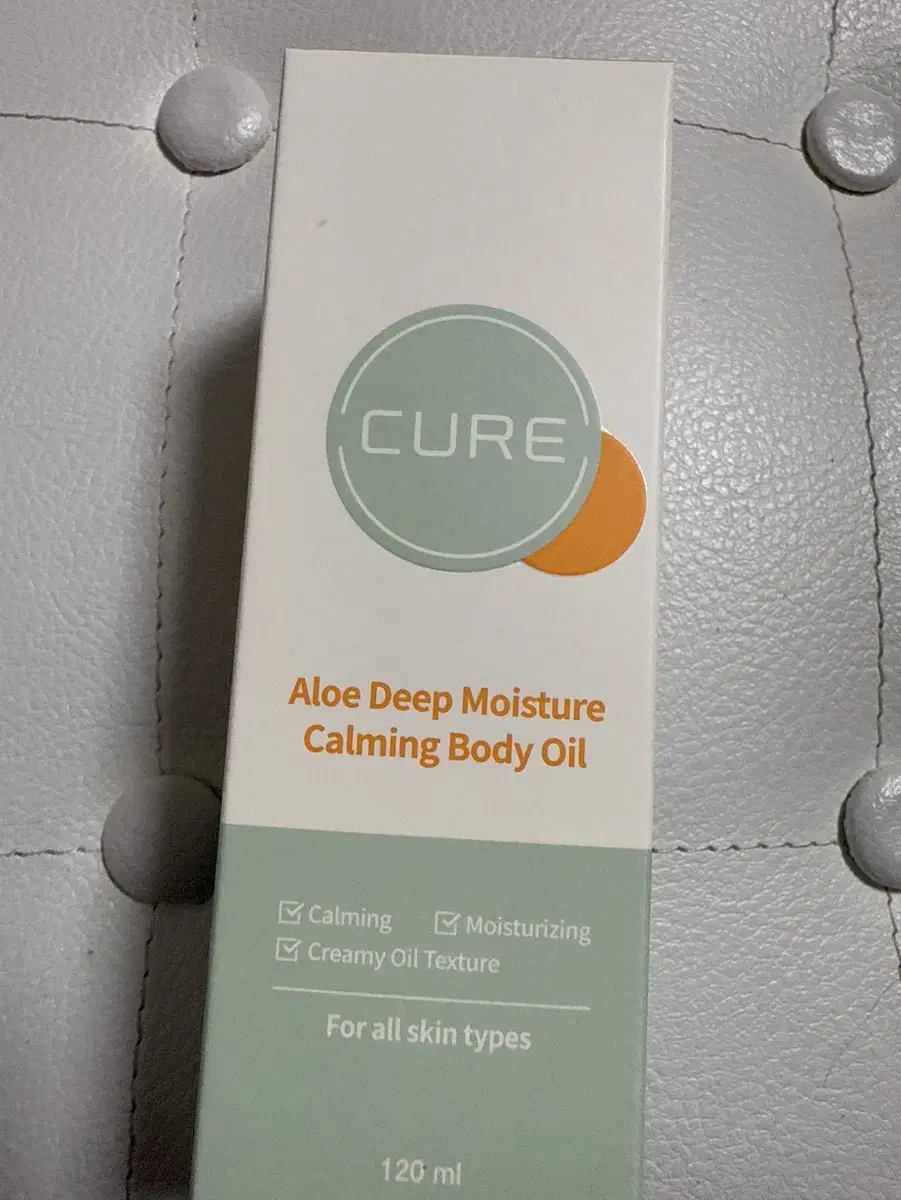 CURE
Aloe Deep Moisture
Calming Body Oil
Calming Moisturizing
Creamy Oil Texture
For all skin types
120 ml